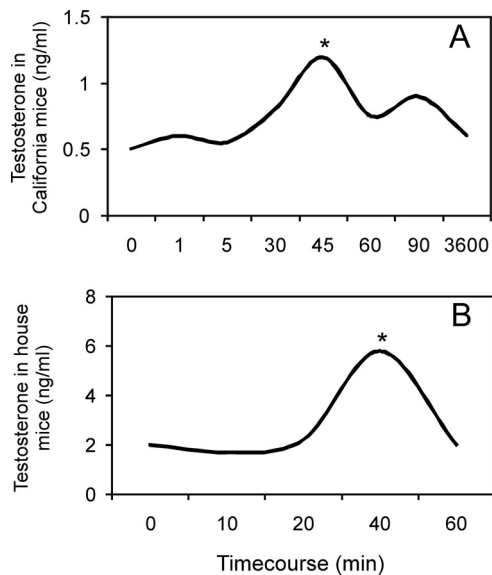 Testosterone in
California mice (ng/ml)
1.5
1
0.5
0
*
A
0 1 5 30 45 60 90 3600
Testosterone in house
mice (ng/ml)
8
6
4
2
0
*
B
0 10 20 40 60
Timecourse (min)